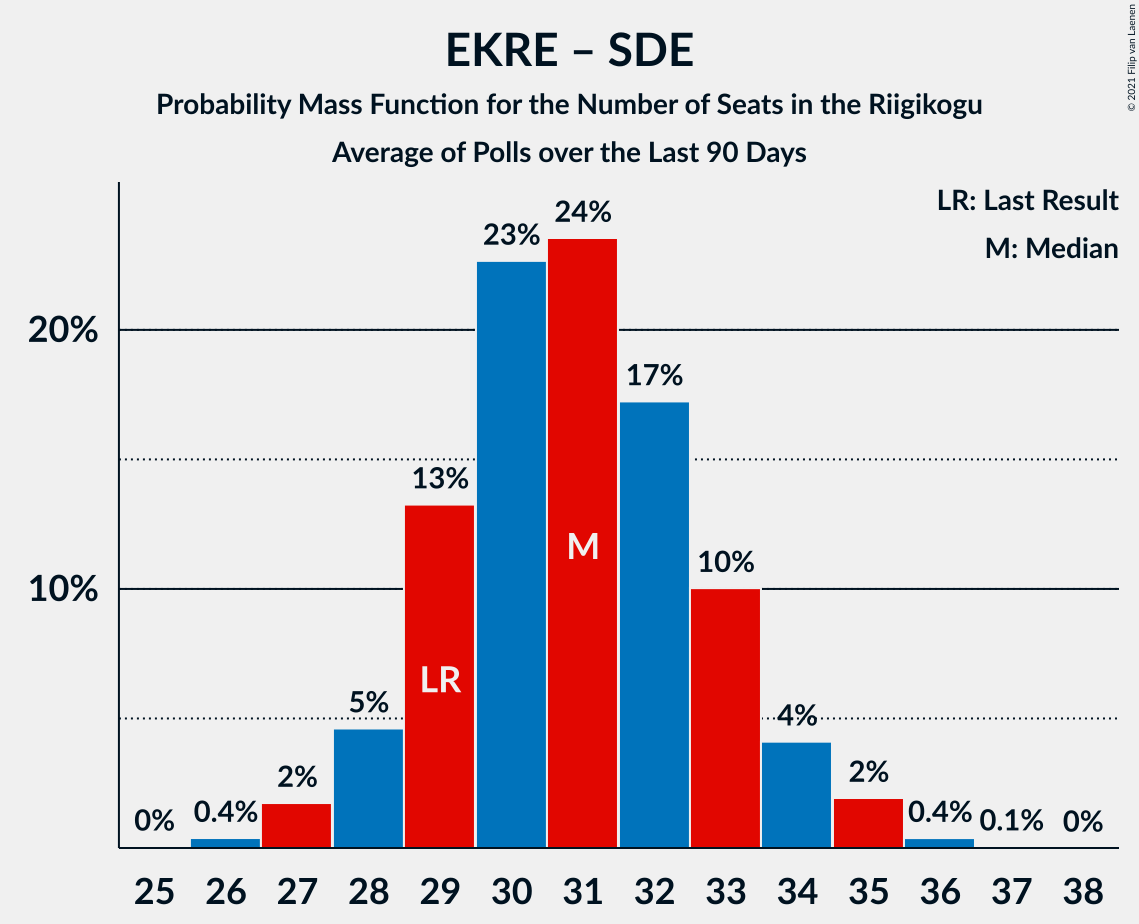 EKRE – SDE
Probability Mass Function for the Number of Seats in the Riigikogu
Average of Polls over the Last 90 Days
© 2021 Filip van Laenen
LR: Last Result
M: Median
20%
10%
0%
0.4%
2%
5%
13%
23%
24%
17%
10%
4%
2%
0.4%
0.1%
0%
LR
M
25 26 27 28 29 30 31 32 33 34 35 36 37 38